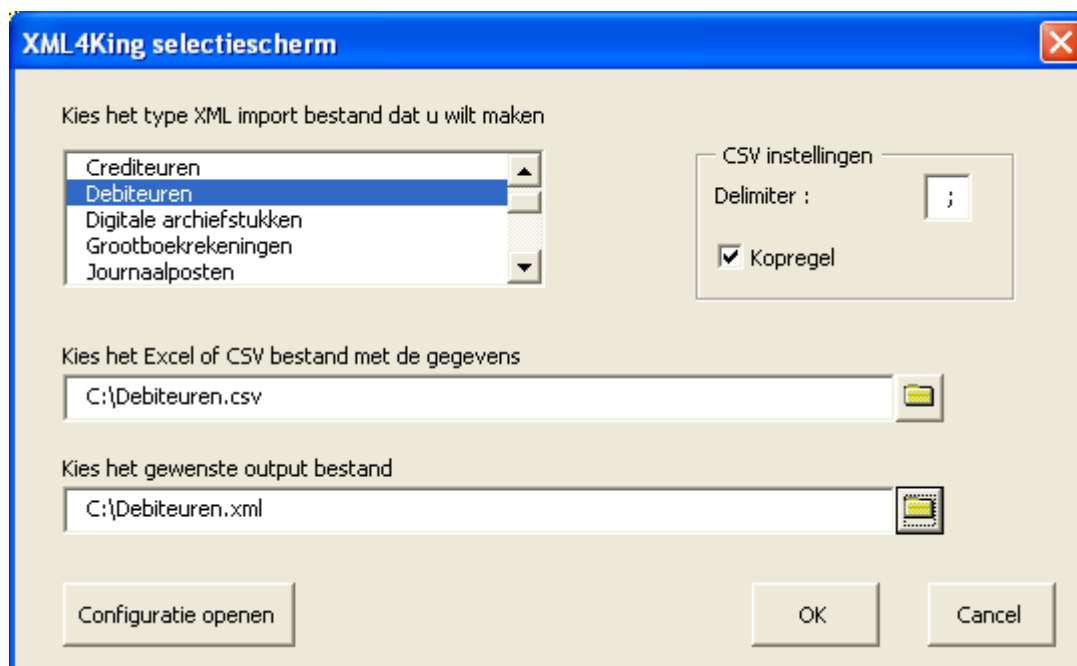 XML4King selectiescherm
Kies het type XML import bestand dat u wilt maken
Crediteuren
Debiteuren
Digitale archiefstukken
Grootboekrekeningen
Journaalposten
CSV instellingen
Delimiter :
;
Kopregel
Kies het Excel of CSV bestand met de gegevens
C:\Debiteuren.csv
Kies het gewenste output bestand
C:\Debiteuren.xml
Configuratie openen
OK
Cancel